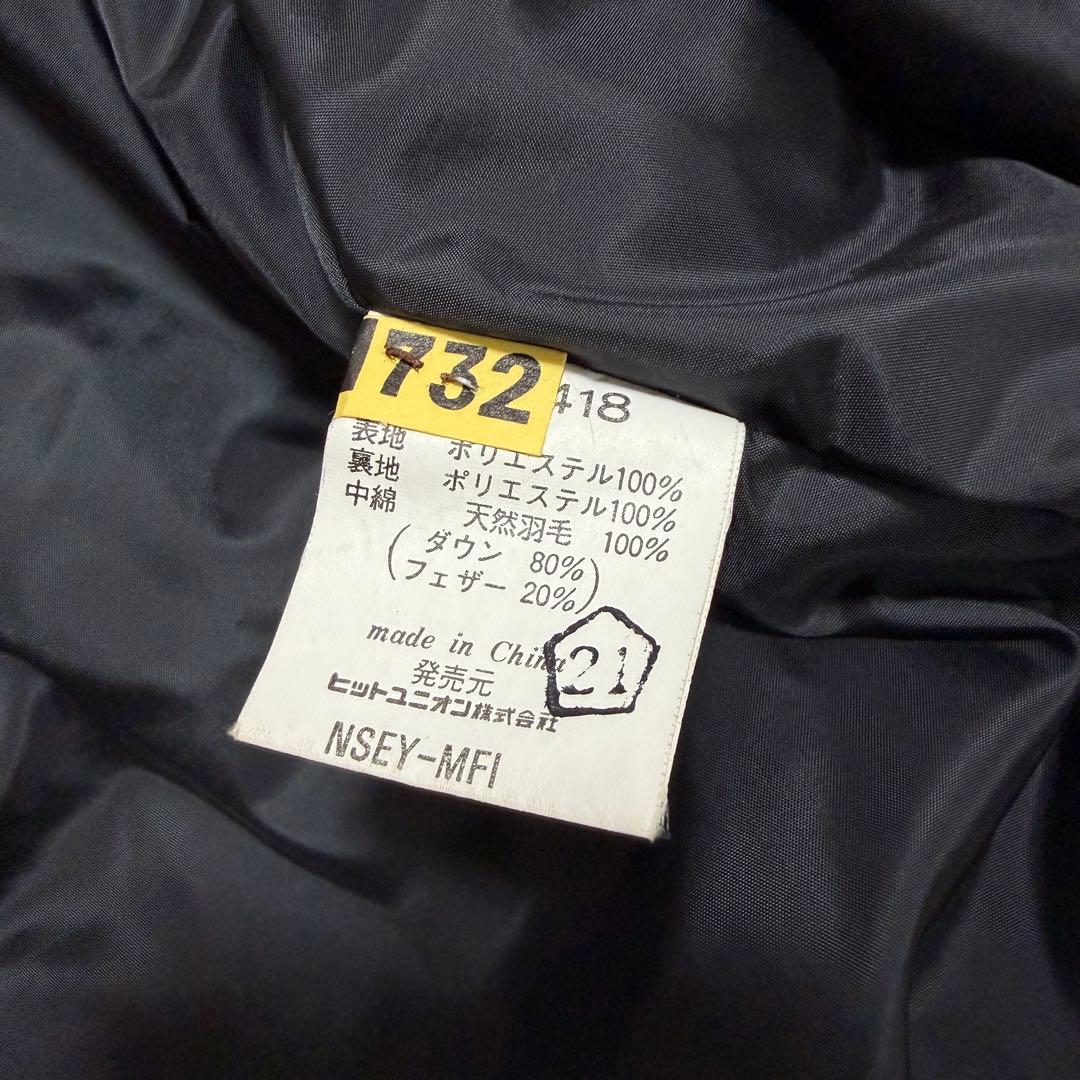 732
418
表地 ポリエステル100%
裏地 ポリエステル100%
中綿 天然羽毛 100%
(ダウン 80%
フェザー 20%)
made in China
21
発売元
ヒットユニオン株式会社
NSEY-MFI